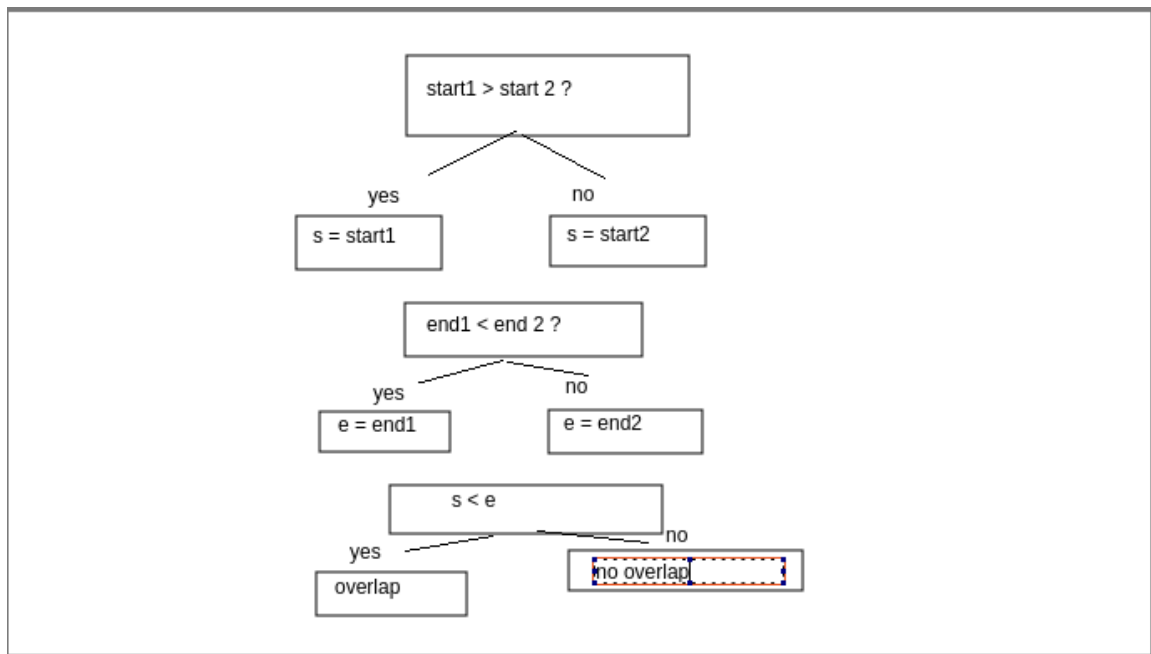 start1 > start 2 ?
yes
no
s = start1
s = start2
end1 < end 2 ?
yes
no
e = end1
e = end2
s < e
yes
no
overlap
no overlap